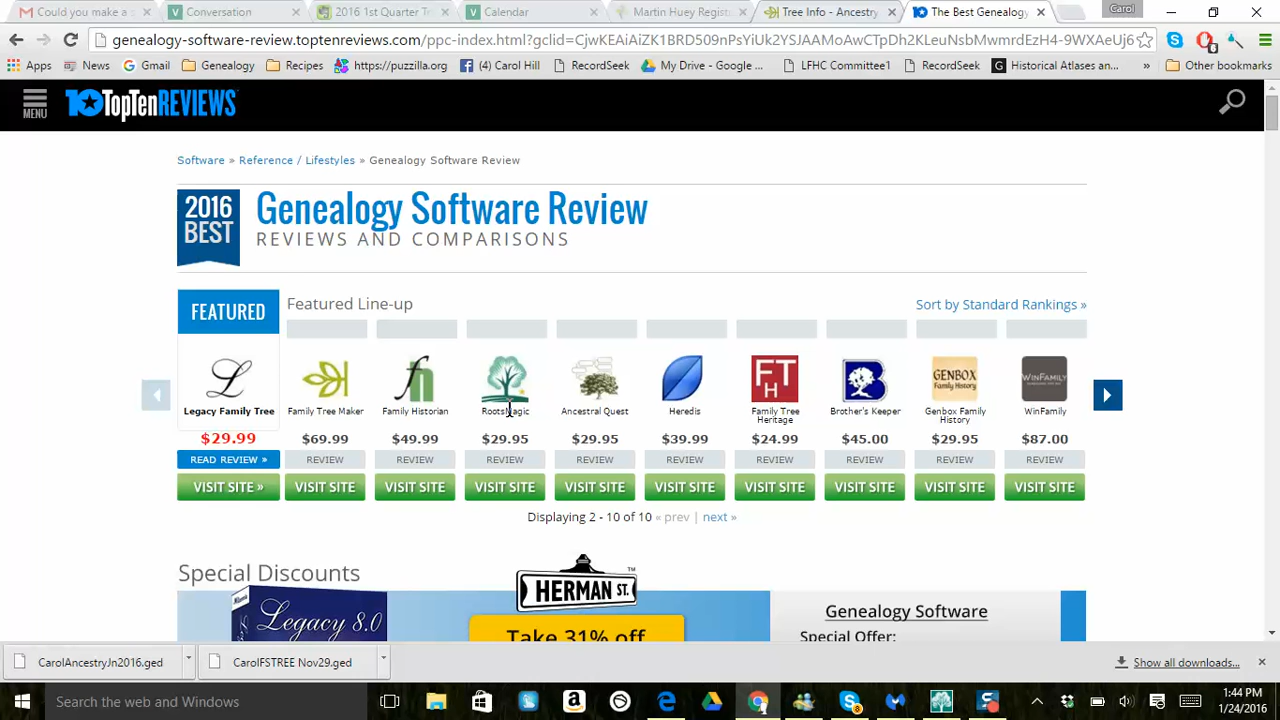 Could you make a s
Conversation
2016 1st Quarter Tr
Calendar
Martin Huey Regist
Tree Info - Ancestry
The Best Genealogy
Carol
genealogy-software-review.toptenreviews.com/ppc-index.html?gclid=CjwKEAiAiZK1BRD509nPsYiUk2YSJAAMoAwCTpDh2KLeuNsbMwmrdEzH4-9WXAeUj6
Apps
News
Gmail
Genealogy
Recipes
https://puzzilla.org
(4) Carol Hill
RecordSeek
My Drive - Google ...
LFHC Committee1
RecordSeek
Historical Atlases an
»
Other bookmarks
MENU
10 TopTenREVIEWS
Software » Reference / Lifestyles » Genealogy Software Review
2016
BEST
Genealogy Software Review
REVIEWS AND COMPARISONS
FEATURED
Featured Line-up
Sort by Standard Rankings »
FTH
B
GENBOX
Family History
WINFAMILY
Legacy Family Tree
Family Tree Maker
Family Historian
RootsMagic
Ancestral Quest
Heredis
Family Tree
Heritage
Brother's Keeper
Genbox Family
History
WinFamily
$29.99
$69.99
$49.99
$29.95
$29.95
$39.99
$24.99
$45.00
$29.95
$87.00
READ REVIEW »
REVIEW
REVIEW
REVIEW
REVIEW
REVIEW
REVIEW
REVIEW
REVIEW
REVIEW
VISIT SITE »
VISIT SITE
VISIT SITE
VISIT SITE
VISIT SITE
VISIT SITE
VISIT SITE
VISIT SITE
VISIT SITE
VISIT SITE
Displaying 2 - 10 of 10 « prev | next »
Special Discounts
Legacy 8.0
HERMAN ST.
Take 31% off
Genealogy Software
Special Offer:
CarolAncestryJn2016.ged
CarolFSTREE Nov29.ged
Show all downloads...
Search the web and Windows
1:44 PM
1/24/2016